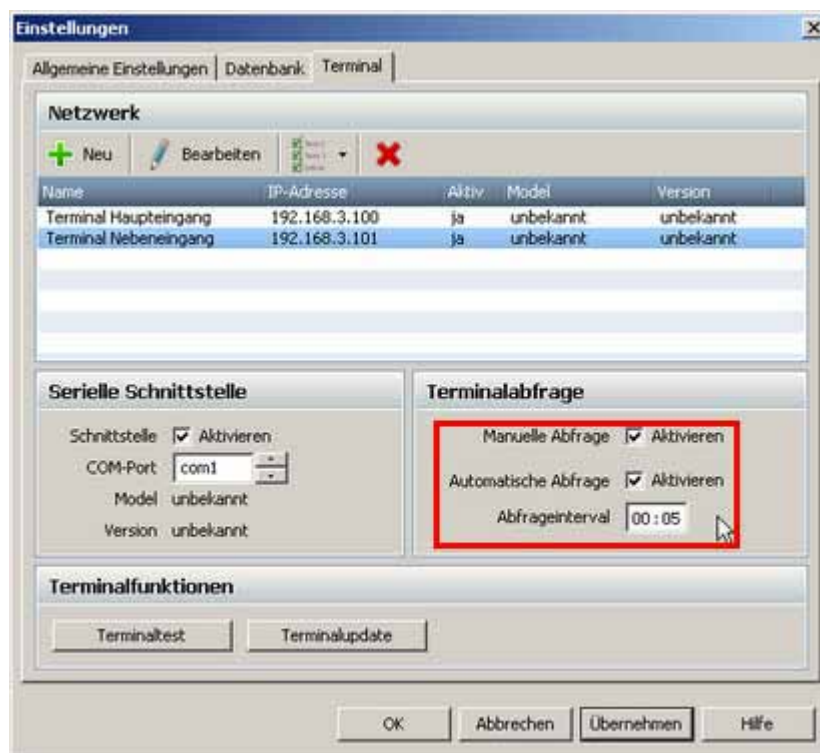 Einstellungen
Allgemeine Einstellungen Datenbank Terminal
Netzwerk
Neu Bearbeiten
Name IP-Adresse Aktiv Model Version
Terminal Haupteingang 192.168.3.100 ja unbekannt unbekannt
Terminal Nebeneingang 192.168.3.101 ja unbekannt unbekannt
Serielle Schnittstelle
Schnittstelle Aktivieren
COM-Port com1
Model unbekannt
Version unbekannt
Terminalabfrage
Manuelle Abfrage Aktivieren
Automatische Abfrage Aktivieren
Abfrageinterval 00:05
Terminalfunktionen
Terminaltest Terminalupdate
OK Abbrechen Übernehmen Hilfe